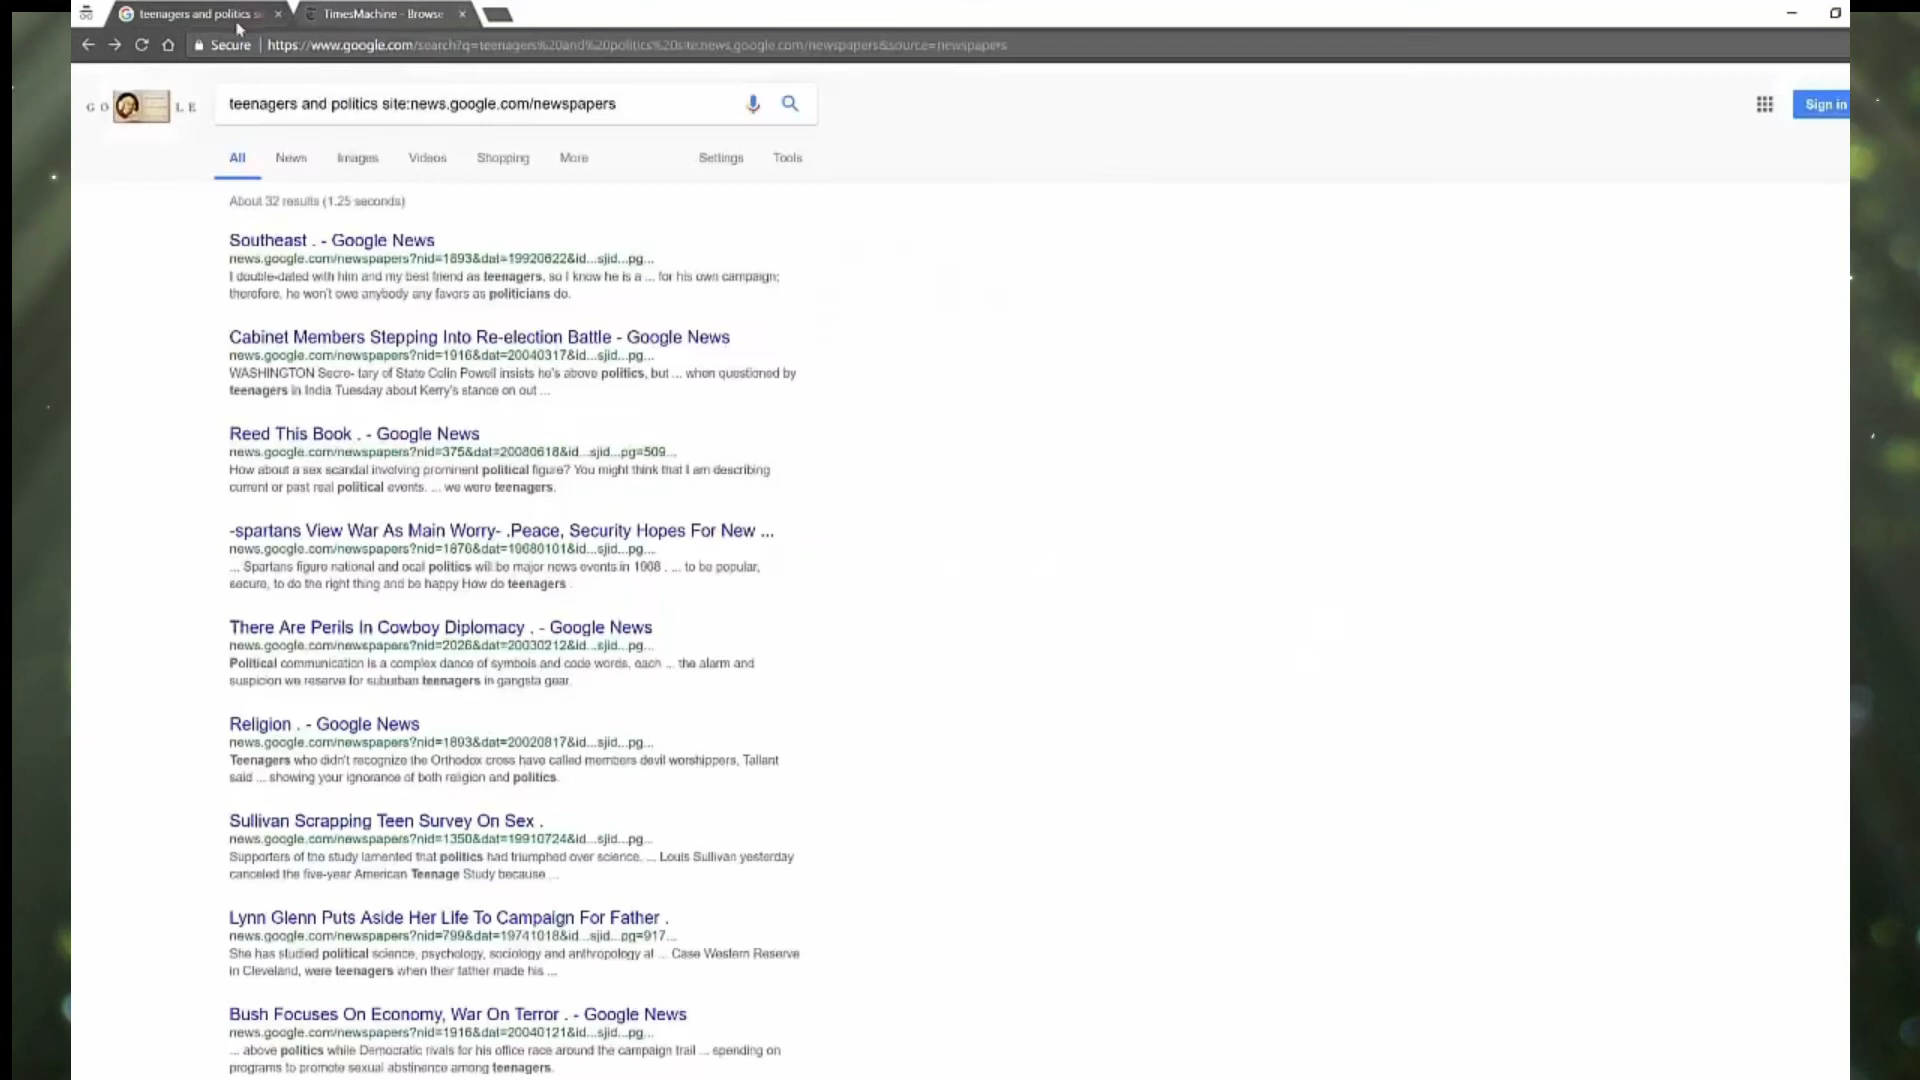 teenagers and politics s
TimesMachine - Browse
Secure
https://www.google.com/search?q=teenagers%20and%20politics%20site:news.google.com/newspapers&source=newspapers
G O L E
teenagers and politics site:news.google.com/newspapers
Sign in
All News Images Videos Shopping More Settings Tools
About 32 results (1.25 seconds)
Southeast . - Google News
news.google.com/newspapers?nid=1893&dat=19920822&id...sjid...pg...
I double-dated with him and my best friend as teenagers, so I know he is a ... for his own campaign;
therefore, he won't owe anybody any favors as politicians do.
Cabinet Members Stepping Into Re-election Battle - Google News
news.google.com/newspapers?nid=1916&dat=20040317&id...sjid...pg...
WASHINGTON Secre- tary of State Colin Powell insists he's above politics, but ... when questioned by
teenagers in India Tuesday about Kerry's stance on out ...
Reed This Book . - Google News
news.google.com/newspapers?nid=375&dat=20080618&id...sjid...pg=509...
How about a sex scandal involving prominent political figure? You might think that I am describing
current or past real political events. ... we were teenagers.
-spartans View War As Main Worry- .Peace, Security Hopes For New ...
news.google.com/newspapers?nid=1876&dat=19680101&id...sjid...pg...
... Spartans figure national and ocal politics will be major news events in 1968 . ... to be popular,
secure, to do the right thing and be happy How do teenagers .
There Are Perils In Cowboy Diplomacy . - Google News
news.google.com/newspapers?nid=2026&dat=20030212&id...sjid...pg...
Political communication is a complex dance of symbols and code words, each ... the alarm and
suspicion we reserve for suburban teenagers in gangsta gear.
Religion . - Google News
news.google.com/newspapers?nid=1893&dat=20020817&id...sjid...pg...
Teenagers who didn't recognize the Orthodox cross have called members devil worshippers, Tallant
said ... showing your ignorance of both religion and politics.
Sullivan Scrapping Teen Survey On Sex .
news.google.com/newspapers?nid=1350&dat=19910724&id...sjid...pg...
Supporters of the study lamented that politics had triumphed over science. ... Louis Sullivan yesterday
canceled the five-year American Teenage Study because ...
Lynn Glenn Puts Aside Her Life To Campaign For Father .
news.google.com/newspapers?nid=799&dat=19741018&id...sjid...pg=917...
She has studied political science, psychology, sociology and anthropology at ... Case Western Reserve
in Cleveland, were teenagers when their father made his ...
Bush Focuses On Economy, War On Terror . - Google News
news.google.com/newspapers?nid=1916&dat=20040121&id...sjid...pg...
... above politics while Democratic rivals for his office race around the campaign trail ... spending on
programs to promote sexual abstinence among teenagers.